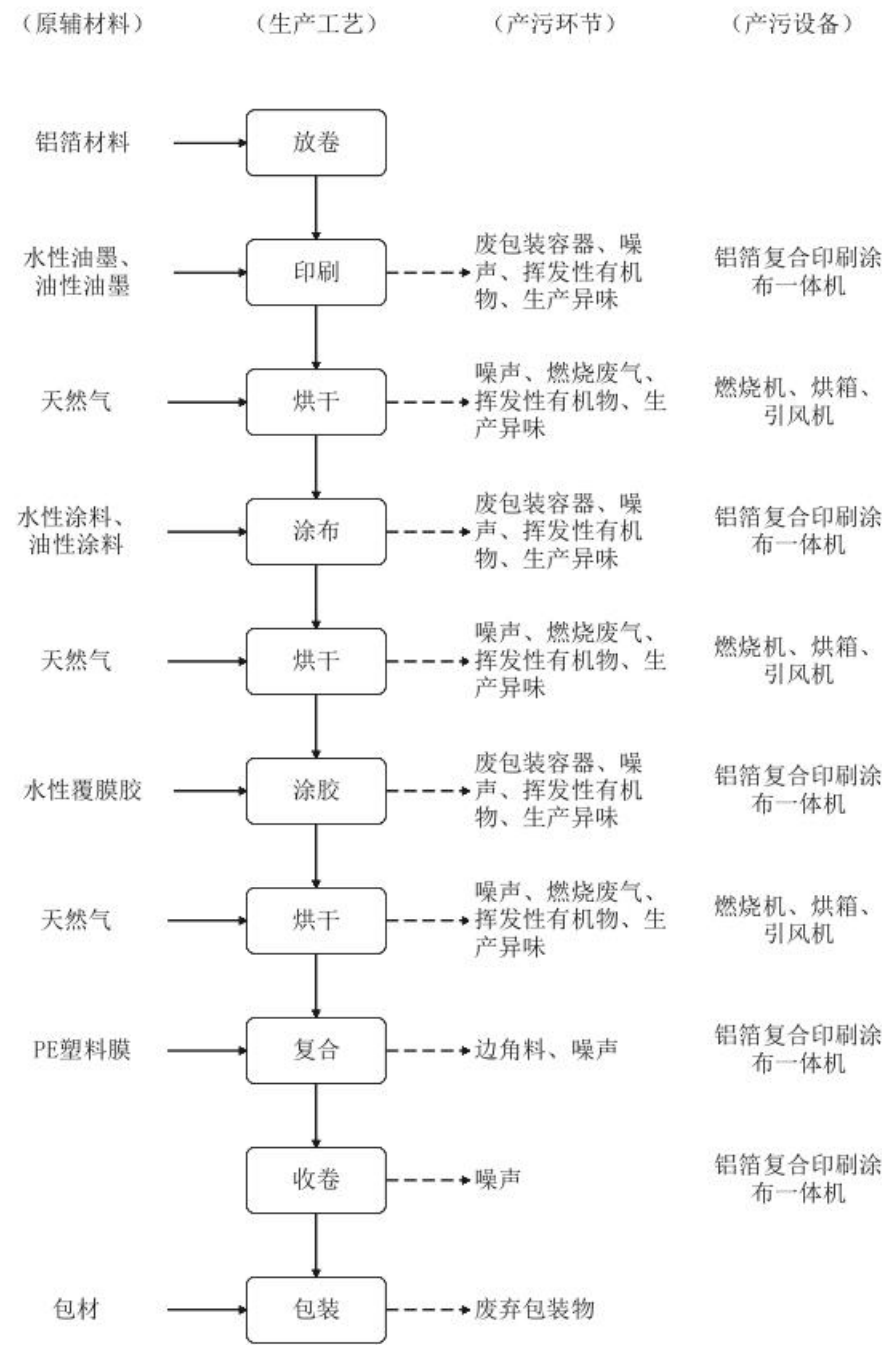 （原辅材料） （生产工艺） （产污环节） （产污设备）
铝箔材料
放卷
水性油墨、
油性油墨
印刷
废包装容器、噪
声、挥发性有机
物、生产异味
铝箔复合印刷涂
布一体机
天然气
烘干
噪声、燃烧废气、
挥发性有机物、生
产异味
燃烧机、烘箱、
引风机
水性涂料、
油性涂料
涂布
废包装容器、噪
声、挥发性有机
物、生产异味
铝箔复合印刷涂
布一体机
天然气
烘干
噪声、燃烧废气、
挥发性有机物、生
产异味
燃烧机、烘箱、
引风机
水性覆膜胶
涂胶
废包装容器、噪
声、挥发性有机
物、生产异味
铝箔复合印刷涂
布一体机
天然气
烘干
噪声、燃烧废气、
挥发性有机物、生
产异味
燃烧机、烘箱、
引风机
PE塑料膜
复合
边角料、噪声
铝箔复合印刷涂
布一体机
收卷
噪声
铝箔复合印刷涂
布一体机
包材
包装
废弃包装物